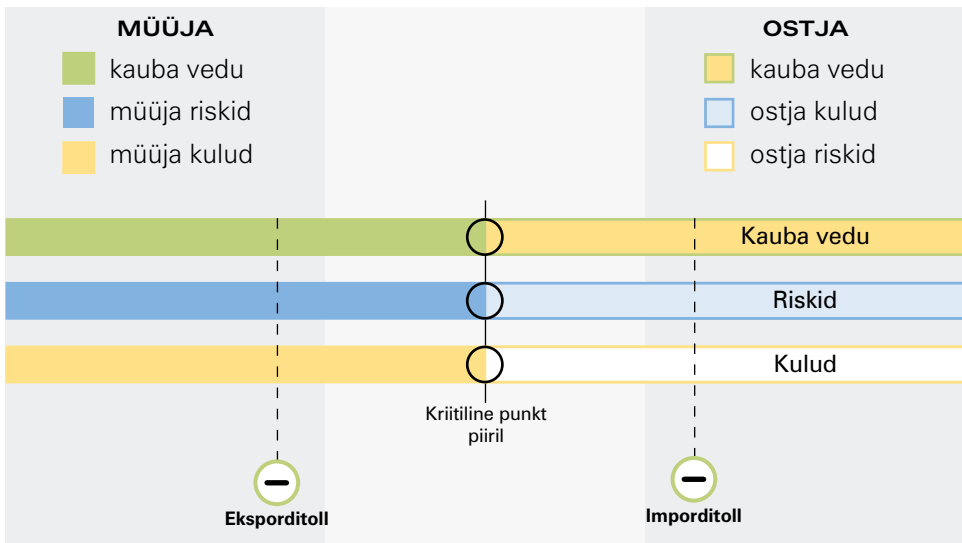 MÜÜJA
kauba vedu
müüja riskid
müüja kulud
OSTJA
kauba vedu
ostja kulud
ostja riskid
Kauba vedu
Riskid
Kulud
Kriitiline punkt
piiril
Eksporditoll
Imporditoll